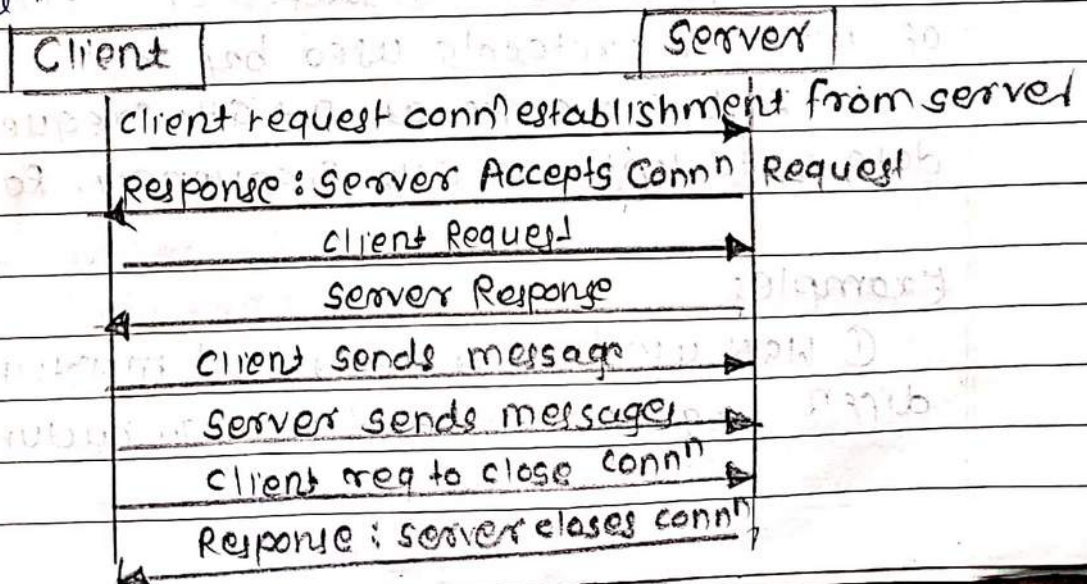 Client
Server
client request connⁿ establishment from server
Response : Server Accepts Connⁿ Request
Client Request
Server Response
Client sends message
Server sends messages
Client req to close connⁿ
Response : server closes connⁿ